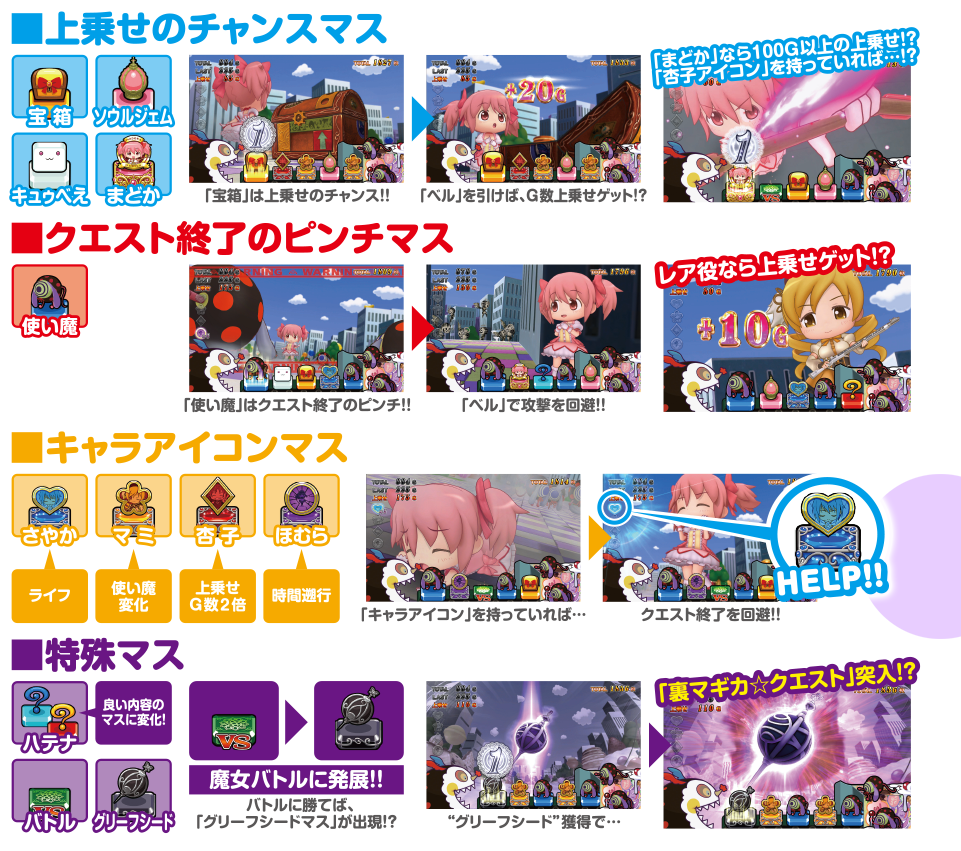 ■上乗せのチャンスマス
宝箱
ソウルジェム
キュゥべえ
まどか
+20G
「宝箱」は上乗せのチャンス!!
「ベル」を引けば、G数上乗せゲット!?
「まどか」なら100G以上の上乗せ!?
「杏子アイコン」を持っていれば…!?
■クエスト終了のピンチマス
使い魔
「使い魔」はクエスト終了のピンチ!!
「ベル」で攻撃を回避!!
レア役なら上乗せゲット!?
+10G
■キャラアイコンマス
さやか
マミ
杏子
ほむら
ライフ
使い魔
変化
上乗せ
G数2倍
時間遡行
「キャラアイコン」を持っていれば…
HELP!!
クエスト終了を回避!!
■特殊マス
ハテナ
良い内容の
マスに変化!
バトル
グリーフシード
VS
魔女バトルに発展!!
バトルに勝てば、
「グリーフシードマス」が出現!?
“グリーフシード”獲得で…
「裏マギカ☆クエスト」突入!?